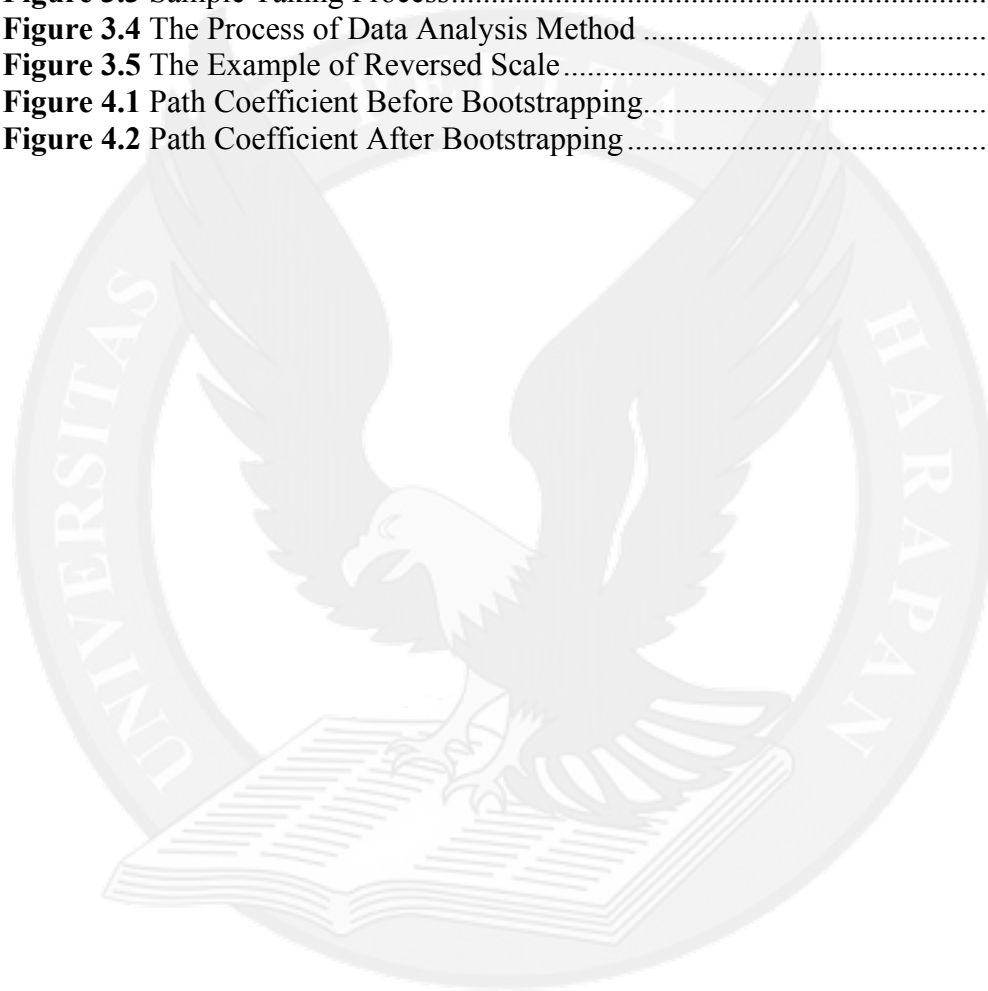 Figure 3.3 Sample Taking Process........................................................................
Figure 3.4 The Process of Data Analysis Method ...........................................
Figure 3.5 The Example of Reversed Scale.....................................................
Figure 4.1 Path Coefficient Before Bootstrapping...........................................
Figure 4.2 Path Coefficient After Bootstrapping .............................................
UNIVERSITAS
PELITA
HARAPAN